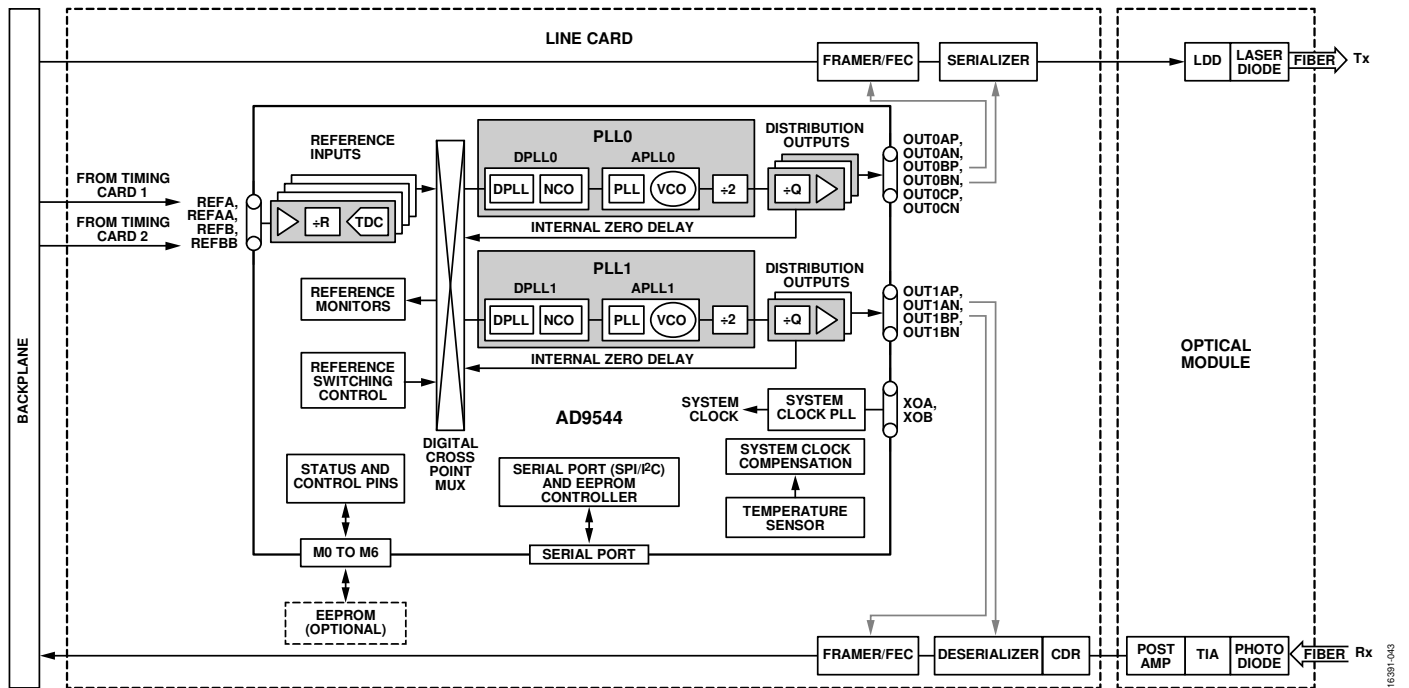 LINE CARD
FRAMER/FEC
SERIALIZER
LDD
LASER
DIODE
FIBER
Tx
BACKPLANE
FROM TIMING
CARD 1
FROM TIMING
CARD 2
REFA,
REFAA,
REFB,
REFBB
REFERENCE
INPUTS
÷R
TDC
PLL0
DPLL0
APLL0
DPLL
NCO
PLL
VCO
÷2
INTERNAL ZERO DELAY
DISTRIBUTION
OUTPUTS
÷Q
OUT0AP,
OUT0AN,
OUT0BP,
OUT0BN,
OUT0CP,
OUT0CN
PLL1
DPLL1
APLL1
DPLL
NCO
PLL
VCO
÷2
INTERNAL ZERO DELAY
DISTRIBUTION
OUTPUTS
÷Q
OUT1AP,
OUT1AN,
OUT1BP,
OUT1BN
REFERENCE
MONITORS
REFERENCE
SWITCHING
CONTROL
DIGITAL
CROSS
POINT
MUX
AD9544
SYSTEM
CLOCK
SYSTEM
CLOCK PLL
XOA,
XOB
SYSTEM CLOCK
COMPENSATION
TEMPERATURE
SENSOR
STATUS AND
CONTROL PINS
SERIAL PORT (SPI/I²C)
AND EEPROM
CONTROLLER
M0 TO M6
SERIAL PORT
EEPROM
(OPTIONAL)
OPTICAL
MODULE
FRAMER/FEC
DESERIALIZER
CDR
POST
AMP
TIA
PHOTO
DIODE
FIBER
Rx
16391-043